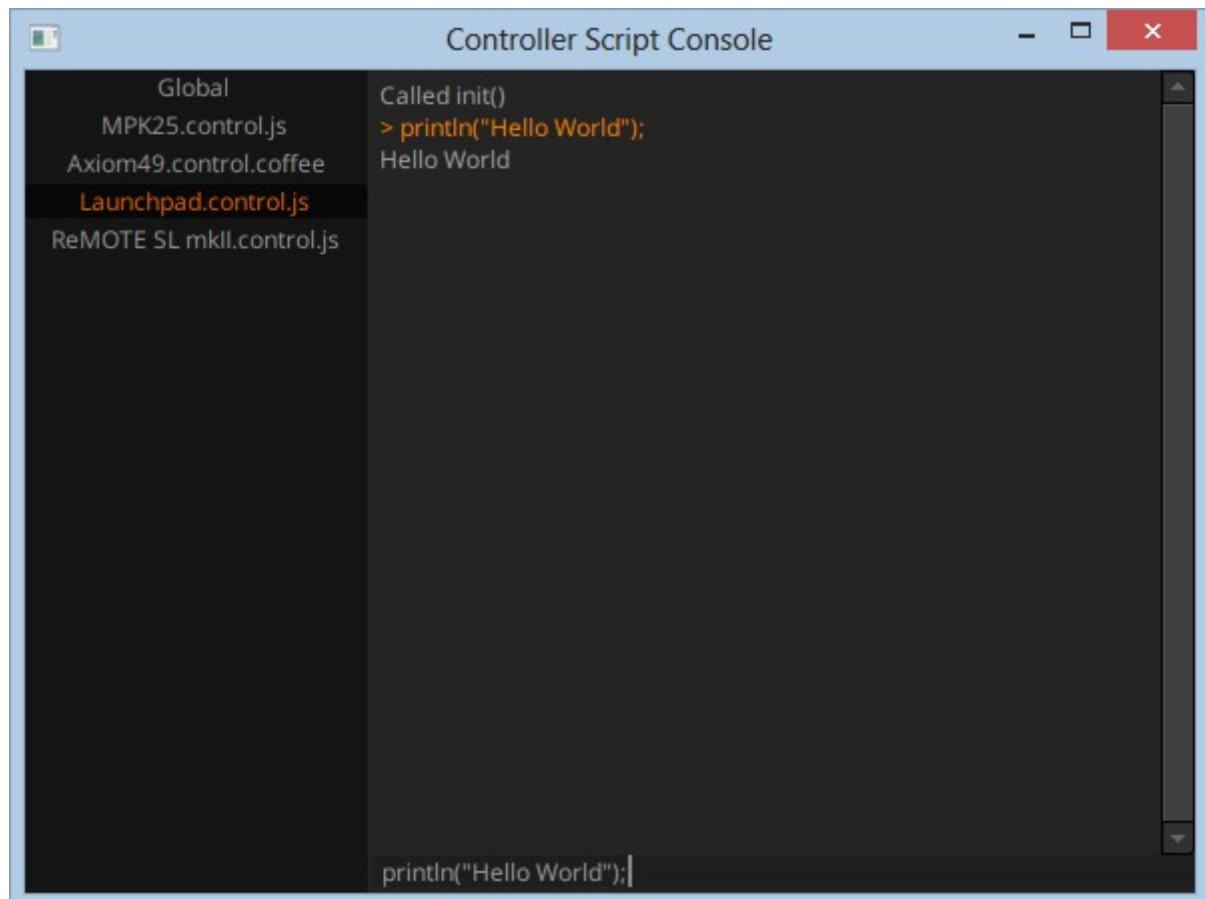 Controller Script Console
Global
MPK25.control.js
Axiom49.control.coffee
Launchpad.control.js
ReMOTE SL mkII.control.js
Called init()
> println("Hello World");
Hello World
println("Hello World");